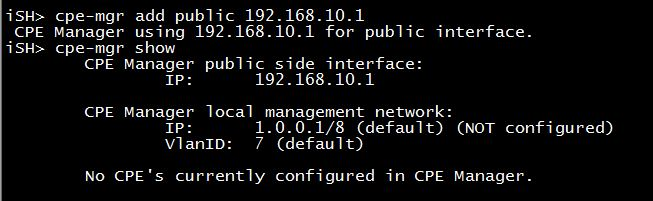 iSH> cpe-mgr add public 192.168.10.1
CPE Manager using 192.168.10.1 for public interface.
iSH> cpe-mgr show
CPE Manager public side interface:
IP: 192.168.10.1
CPE Manager local management network:
IP: 1.0.0.1/8 (default) (NOT configured)
VlanID: 7 (default)
No CPE's currently configured in CPE Manager.